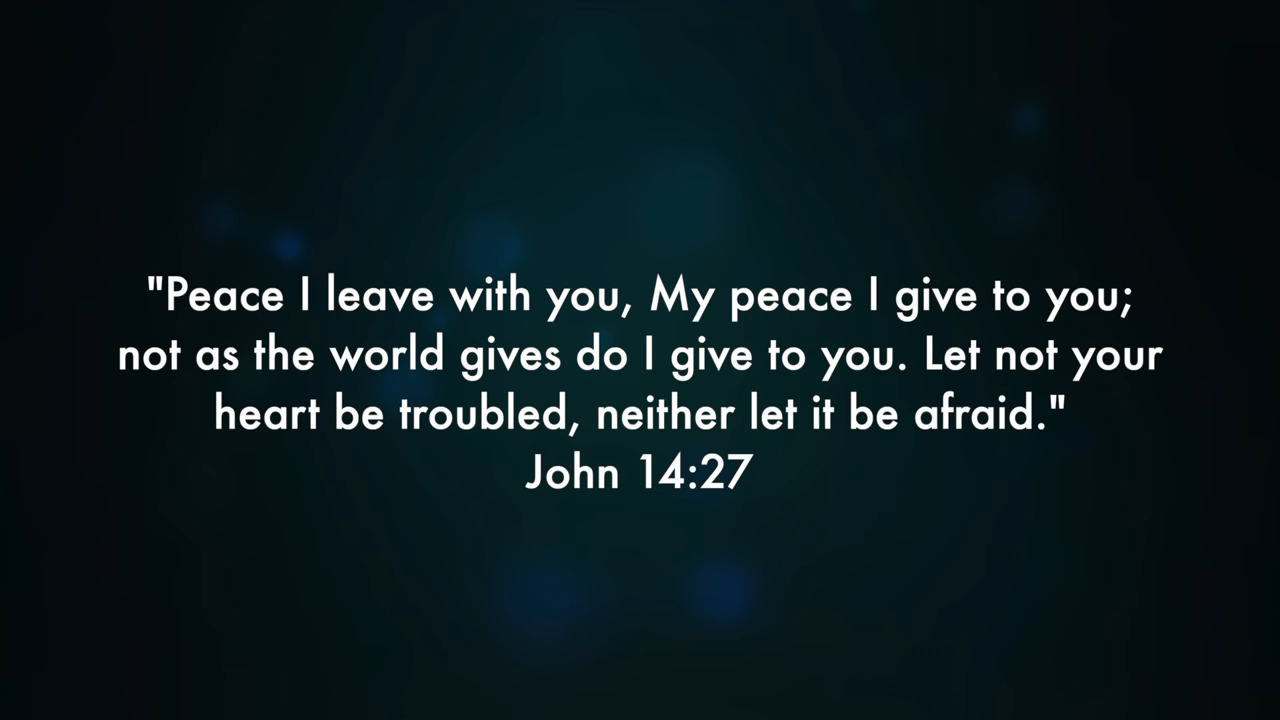 "Peace I leave with you, My peace I give to you;
not as the world gives do I give to you. Let not your
heart be troubled, neither let it be afraid."
John 14:27